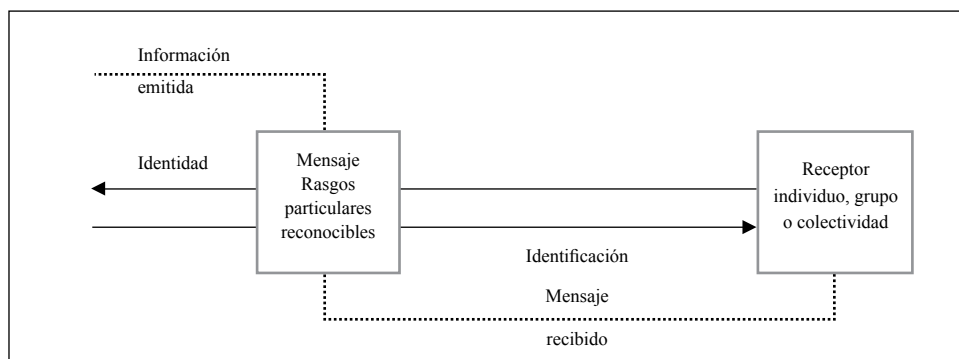 Información
emitida
Identidad
Mensaje
Rasgos
particulares
reconocibles
Receptor
individuo, grupo
o colectividad
Identificación
Mensaje
recibido